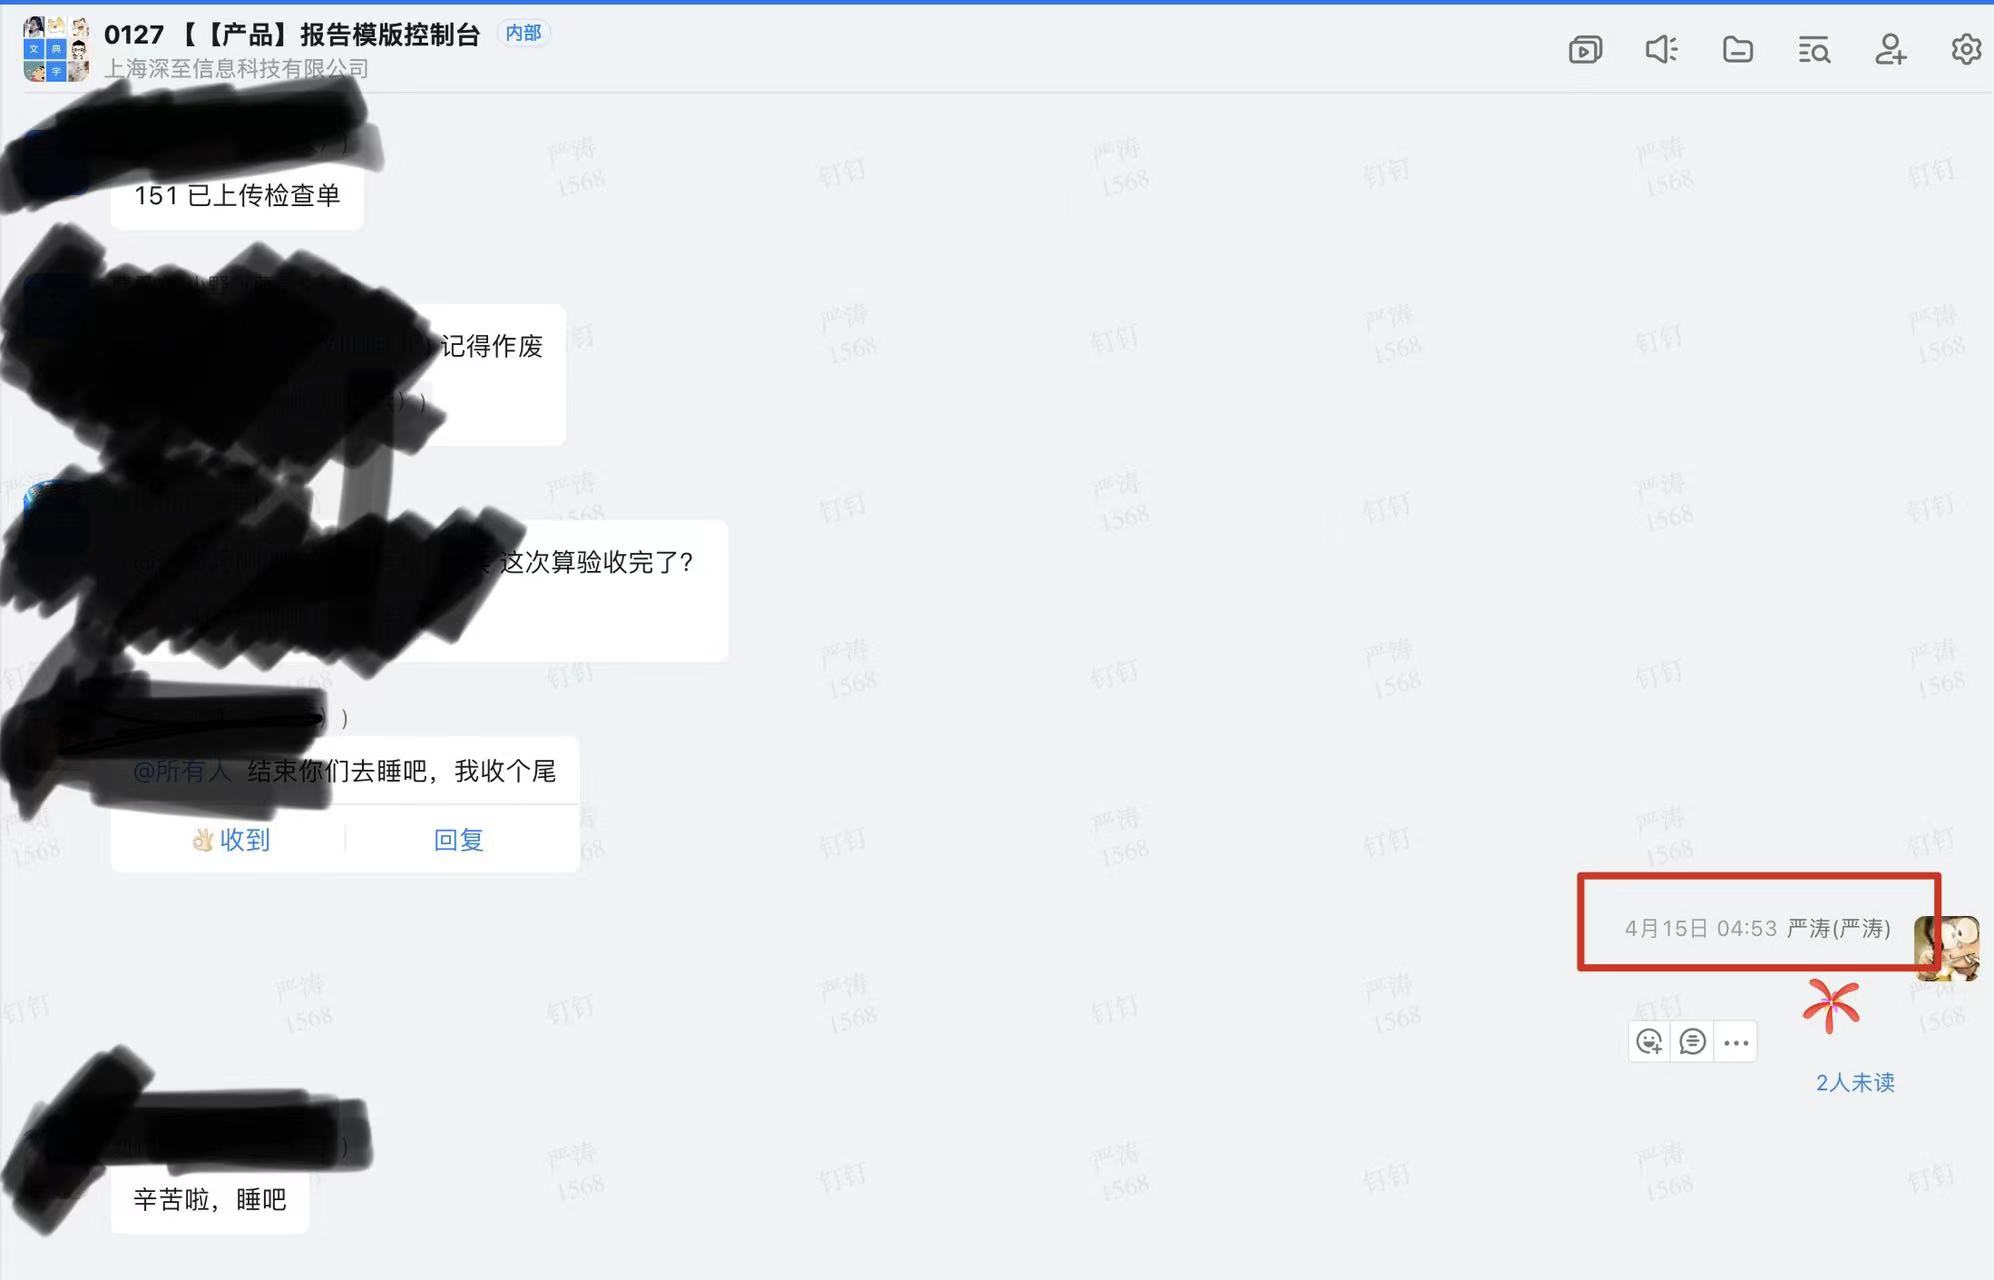 0127 【【产品】报告模版控制台 内部
上海深至信息科技有限公司
文 典
宇
151 已上传检查单
记得作废
这次算验收完了?
@所有人 结束你们去睡吧，我收个尾
收到 回复
4月15日 04:53 严涛(严涛)
2人未读
辛苦啦，睡吧
严涛 1568
钉钉